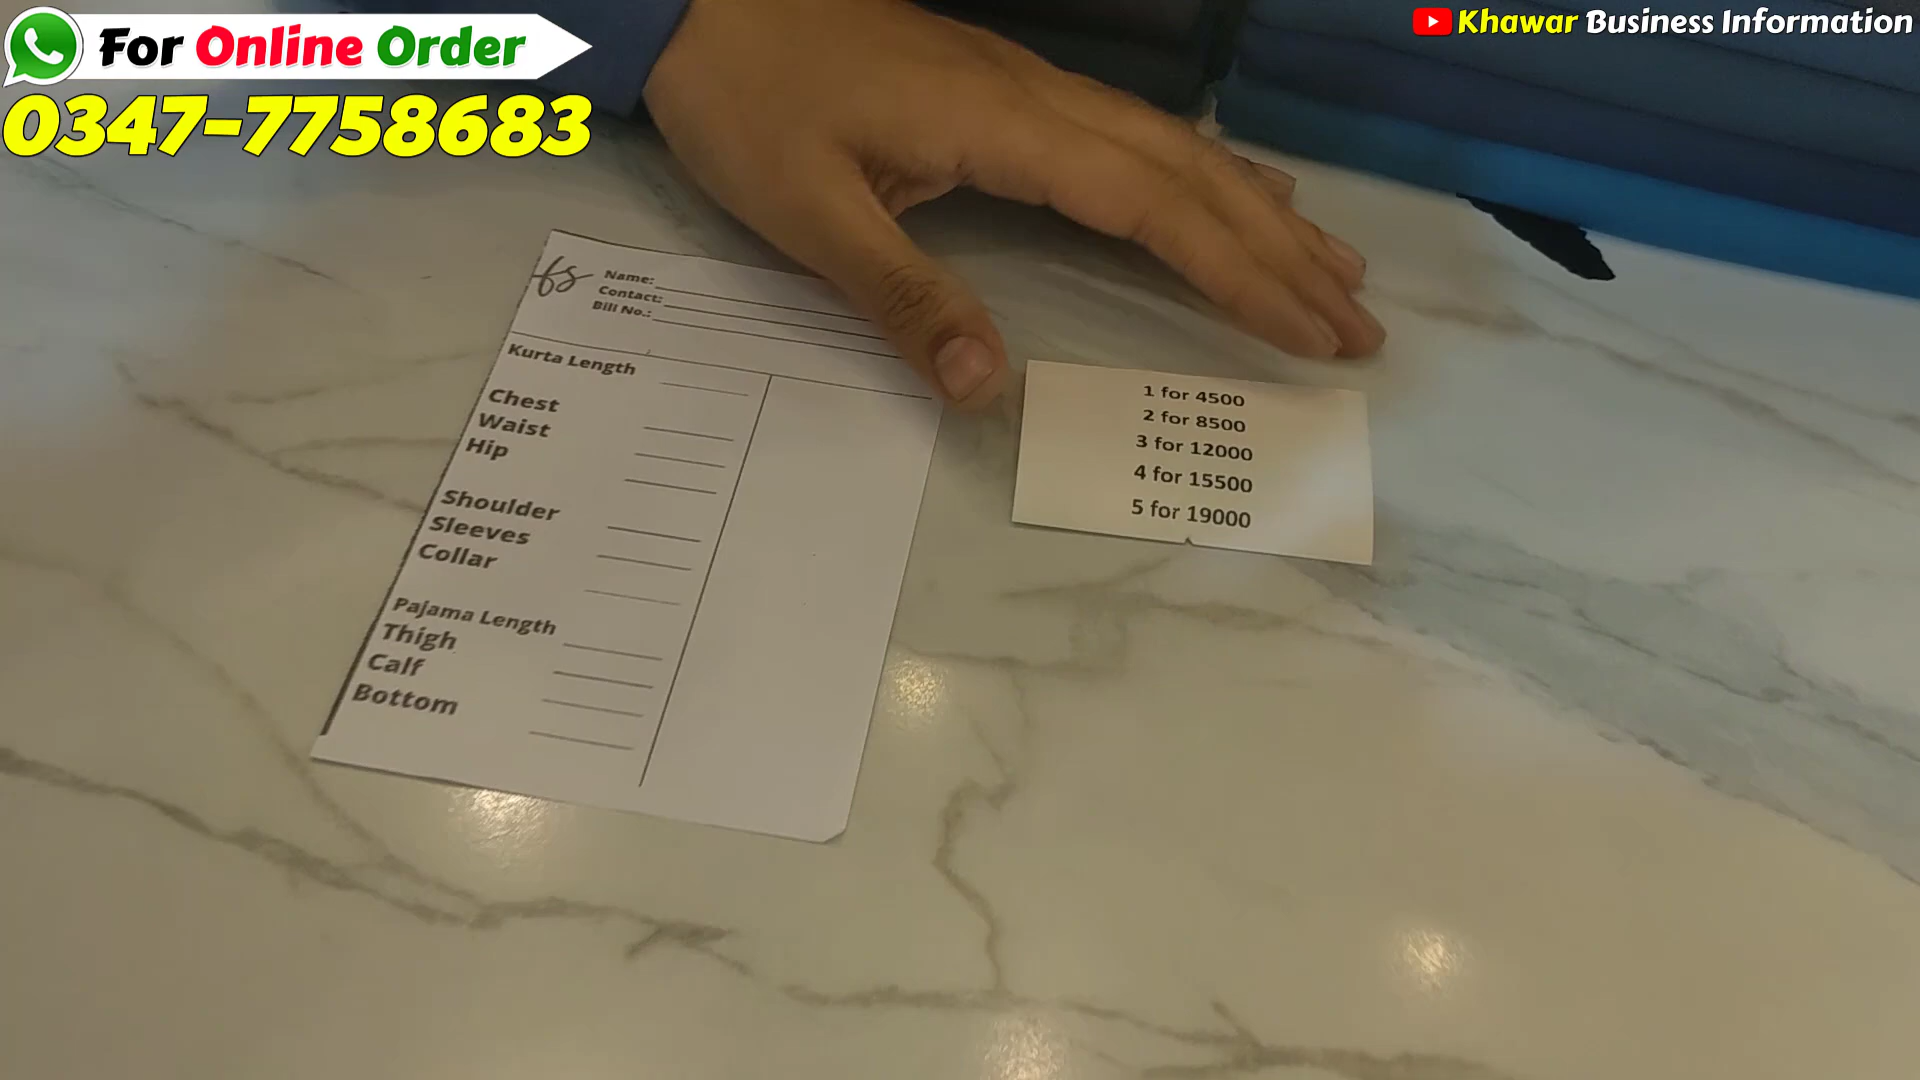 For Online Order
0347-7758683
Khawar Business Information
fs
Name:
Contact:
Bill No.:
Kurta Length
Chest
Waist
Hip
Shoulder
Sleeves
Collar
Pajama Length
Thigh
Calf
Bottom
1 for 4500
2 for 8500
3 for 12000
4 for 15500
5 for 19000